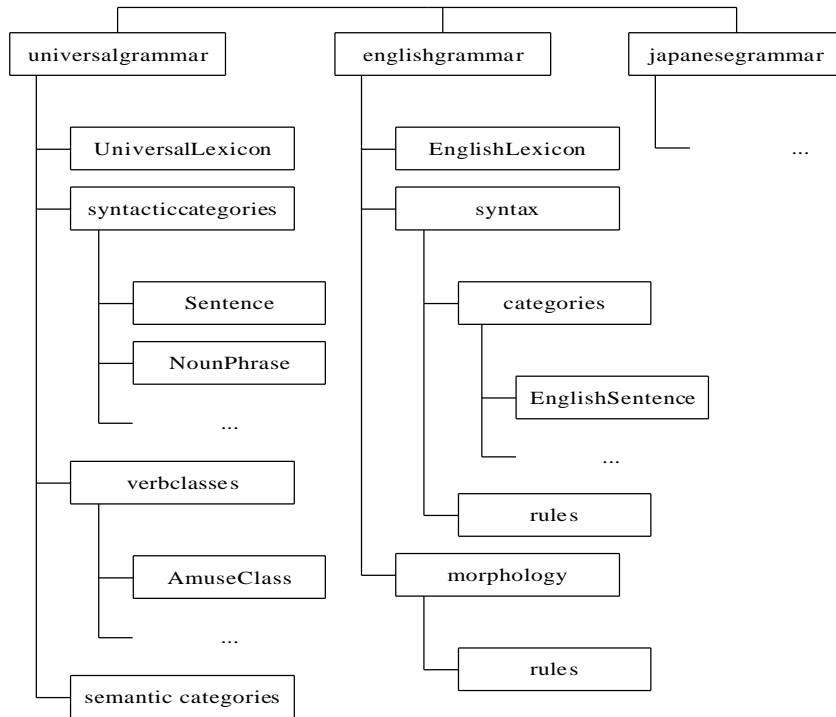 universalgrammar
englishgrammar
japanesegrammar
UniversalLexicon
syntacticcategories
Sentence
NounPhrase
...
verbclasses
AmuseClass
...
semantic categories
EnglishLexicon
syntax
categories
EnglishSentence
...
rules
morphology
rules
...